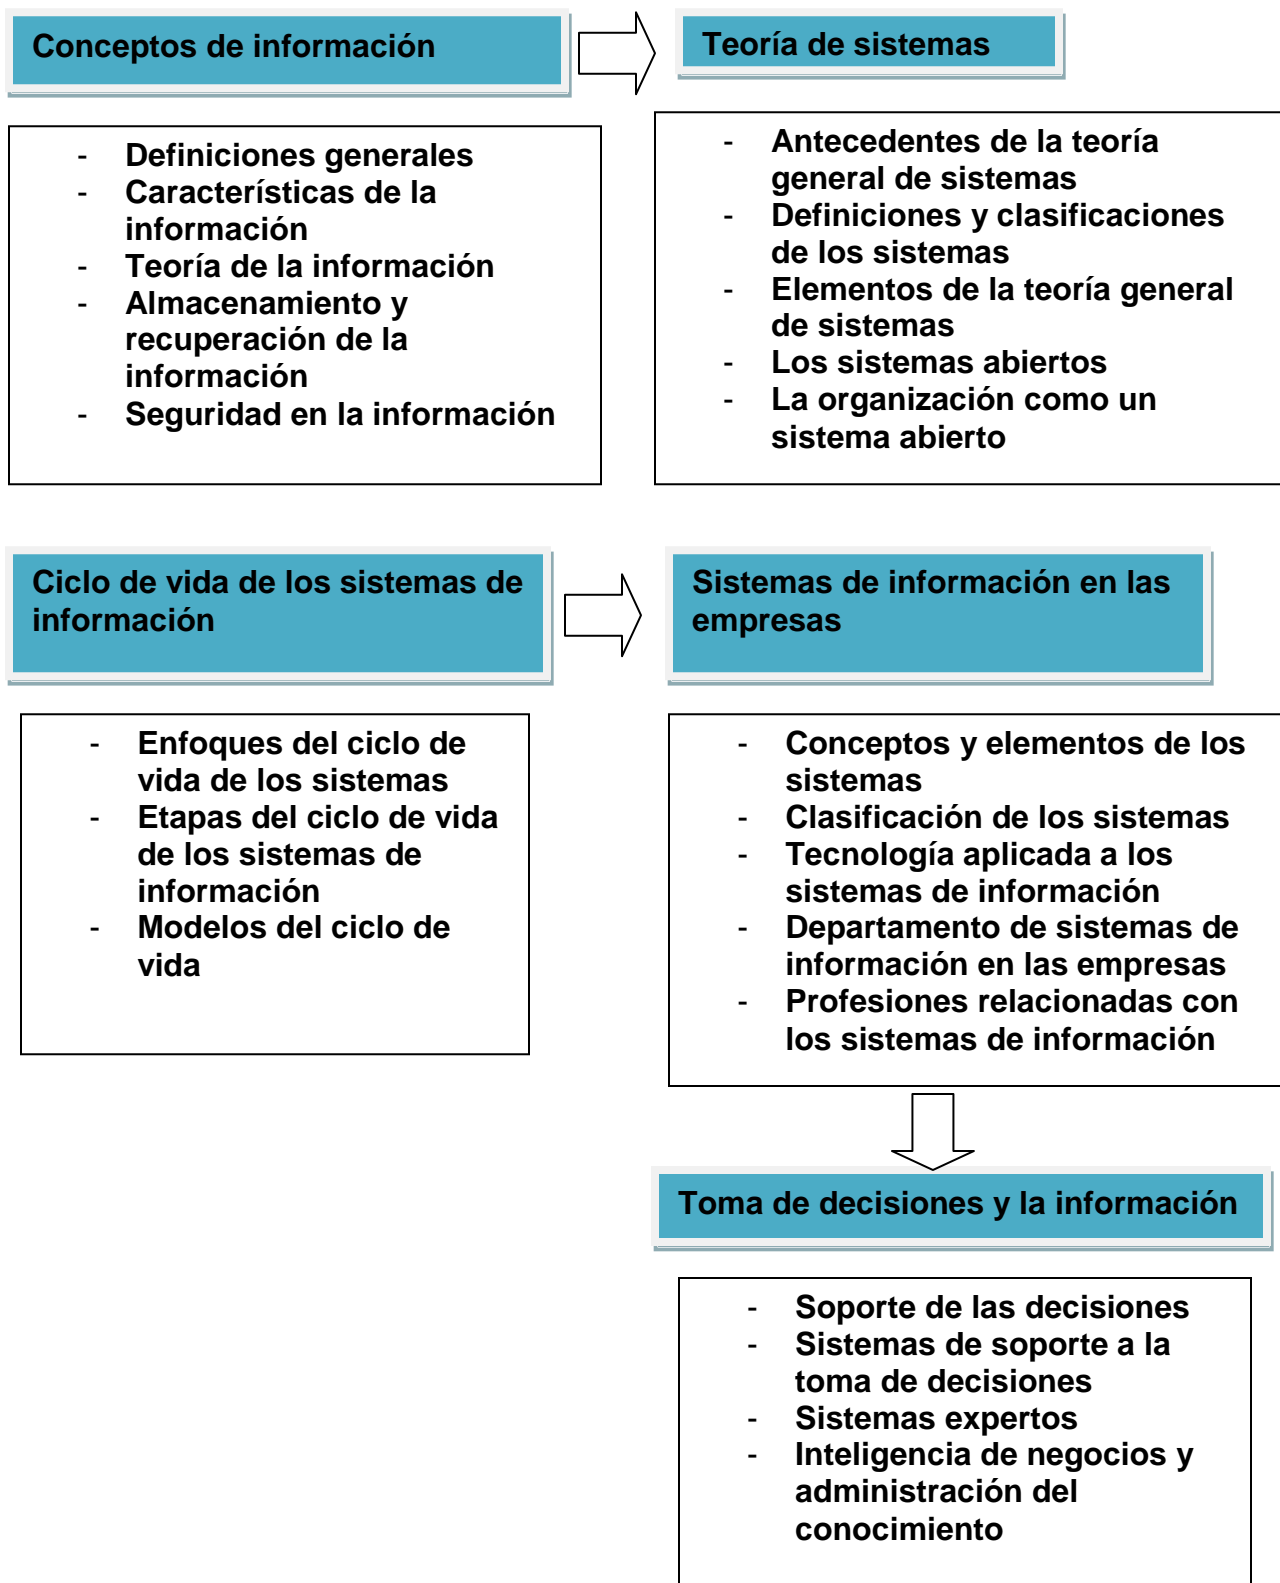 Conceptos de información
Teoría de sistemas
- Definiciones generales
- Características de la
información
- Teoría de la información
- Almacenamiento y
recuperación de la
información
- Seguridad en la información
- Antecedentes de la teoría
general de sistemas
- Definiciones y clasificaciones
de los sistemas
- Elementos de la teoría general
de sistemas
- Los sistemas abiertos
- La organización como un
sistema abierto
Ciclo de vida de los sistemas de
información
Sistemas de información en las
empresas
- Enfoques del ciclo de
vida de los sistemas
- Etapas del ciclo de vida
de los sistemas de
información
- Modelos del ciclo de
vida
- Conceptos y elementos de los
sistemas
- Clasificación de los sistemas
- Tecnología aplicada a los
sistemas de información
- Departamento de sistemas de
información en las empresas
- Profesiones relacionadas con
los sistemas de información
Toma de decisiones y la información
- Soporte de las decisiones
- Sistemas de soporte a la
toma de decisiones
- Sistemas expertos
- Inteligencia de negocios y
administración del
conocimiento